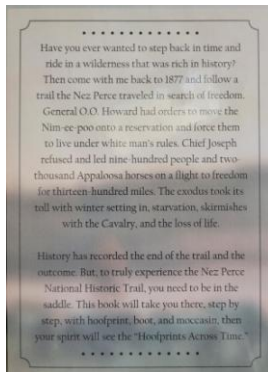 Have you ever wanted to step back in time and
ride in a wilderness that was rich in history?
Then come with me back to 1877 and follow a
trail the Nez Perce traveled in search of freedom.
General O.O. Howard had orders to move the
Nim-ee-poo onto a reservation and force them
to live under white man's rules. Chief Joseph
refused and led nine-hundred people and two-
thousand Appaloosa horses on a flight to freedom
for thirteen-hundred miles. The exodus took its
toll with winter setting in, starvation, skirmishes
with the Cavalry, and the loss of life.
History has recorded the end of the trail and the
outcome. But, to truly experience the Nez Perce
National Historic Trail, you need to be in the
saddle. This book will take you there, step by
step, with hoofprint, boot, and moccasin, then
your spirit will see the "Hoofprints Across Time."